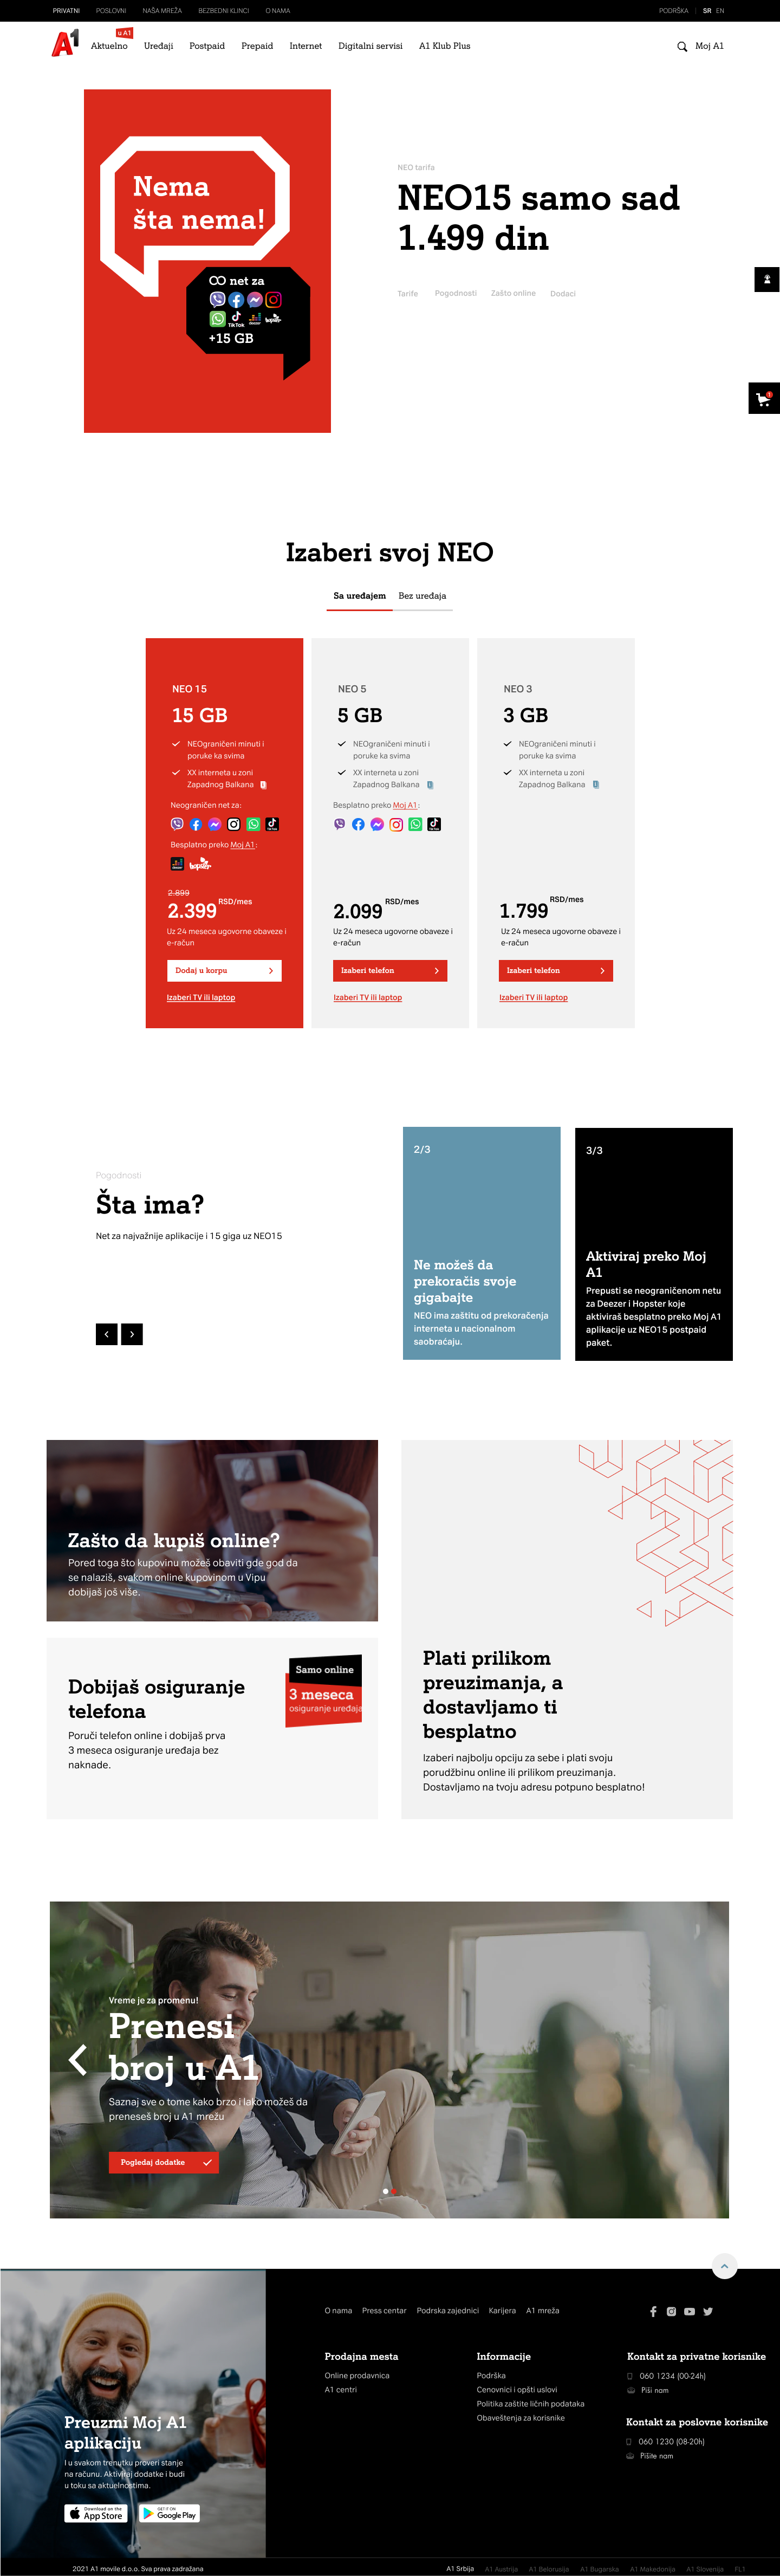 PRIVATNI POSLOVNI NAŠA MREŽA BEZBEDNI KLINCI O NAMA PODRŠKA | SR EN
A1 Aktuelno u A1 Uređaji Postpaid Prepaid Internet Digitalni servisi A1 Klub Plus Moj A1
Nema
šta nema!
∞ net za
TikTok
+15 GB
NEO tarifa
NEO15 samo sad
1.499 din
Tarife Pogodnosti Zašto online Dodaci
1
Izaberi svoj NEO
Sa uređajem Bez uređaja
NEO 15
15 GB
NEOgraničeni minuti i
poruke ka svima
XX interneta u zoni
Zapadnog Balkana
Neograničen net za:
Besplatno preko Moj A1:
hopster
2.899
2.399 RSD/mes
Uz 24 meseca ugovorne obaveze i
e-račun
Dodaj u korpu
Izaberi TV ili laptop
NEO 5
5 GB
NEOgraničeni minuti i
poruke ka svima
XX interneta u zoni
Zapadnog Balkana
Besplatno preko Moj A1:
2.099 RSD/mes
Uz 24 meseca ugovorne obaveze i
e-račun
Izaberi telefon
Izaberi TV ili laptop
NEO 3
3 GB
NEOgraničeni minuti i
poruke ka svima
XX interneta u zoni
Zapadnog Balkana
1.799 RSD/mes
Uz 24 meseca ugovorne obaveze i
e-račun
Izaberi telefon
Izaberi TV ili laptop
Pogodnosti
Šta ima?
Net za najvažnije aplikacije i 15 giga uz NEO15
2/3
Ne možeš da
prekoračis svoje
gigabajte
NEO ima zaštitu od prekoračenja
interneta u nacionalnom
saobraćaju.
3/3
Aktiviraj preko Moj
A1
Prepusti se neograničenom netu
za Deezer i Hopster koje
aktiviraš besplatno preko Moj A1
aplikacije uz NEO15 postpaid
paket.
Zašto da kupiš online?
Pored toga što kupovinu možeš obaviti gde god da
se nalaziš, svakom online kupovinom u Vipu
dobijaš još više.
Dobijaš osiguranje
telefona
Poruči telefon online i dobijaš prva
3 meseca osiguranje uređaja bez
naknade.
Samo online
3 meseca
osiguranje uređaja
Plati prilikom
preuzimanja, a
dostavljamo ti
besplatno
Izaberi najbolju opciju za sebe i plati svoju
porudžbinu online ili prilikom preuzimanja.
Dostavljamo na tvoju adresu potpuno besplatno!
Vreme je za promenu!
Prenesi
broj u A1
Saznaj sve o tome kako brzo i lako možeš da
preneseš broj u A1 mrežu
Pogledaj dodatke
Preuzmi Moj A1
aplikaciju
I u svakom trenutku proveri stanje
na računu. Aktiviraj dodatke i budi
u toku sa aktuelnostima.
Download on the
App Store
GET IT ON
Google Play
O nama Press centar Podrska zajednici Karijera A1 mreža
Prodajna mesta
Online prodavnica
A1 centri
Informacije
Podrška
Cenovnici i opšti uslovi
Politika zaštite ličnih podataka
Obaveštenja za korisnike
Kontakt za privatne korisnike
060 1234 (00-24h)
Piši nam
Kontakt za poslovne korisnike
060 1230 (08-20h)
Pišite nam
2021 A1 movile d.o.o. Sva prava zadražana
A1 Srbija A1 Austrija A1 Belorusija A1 Bugarska A1 Makedonija A1 Slovenija FL1